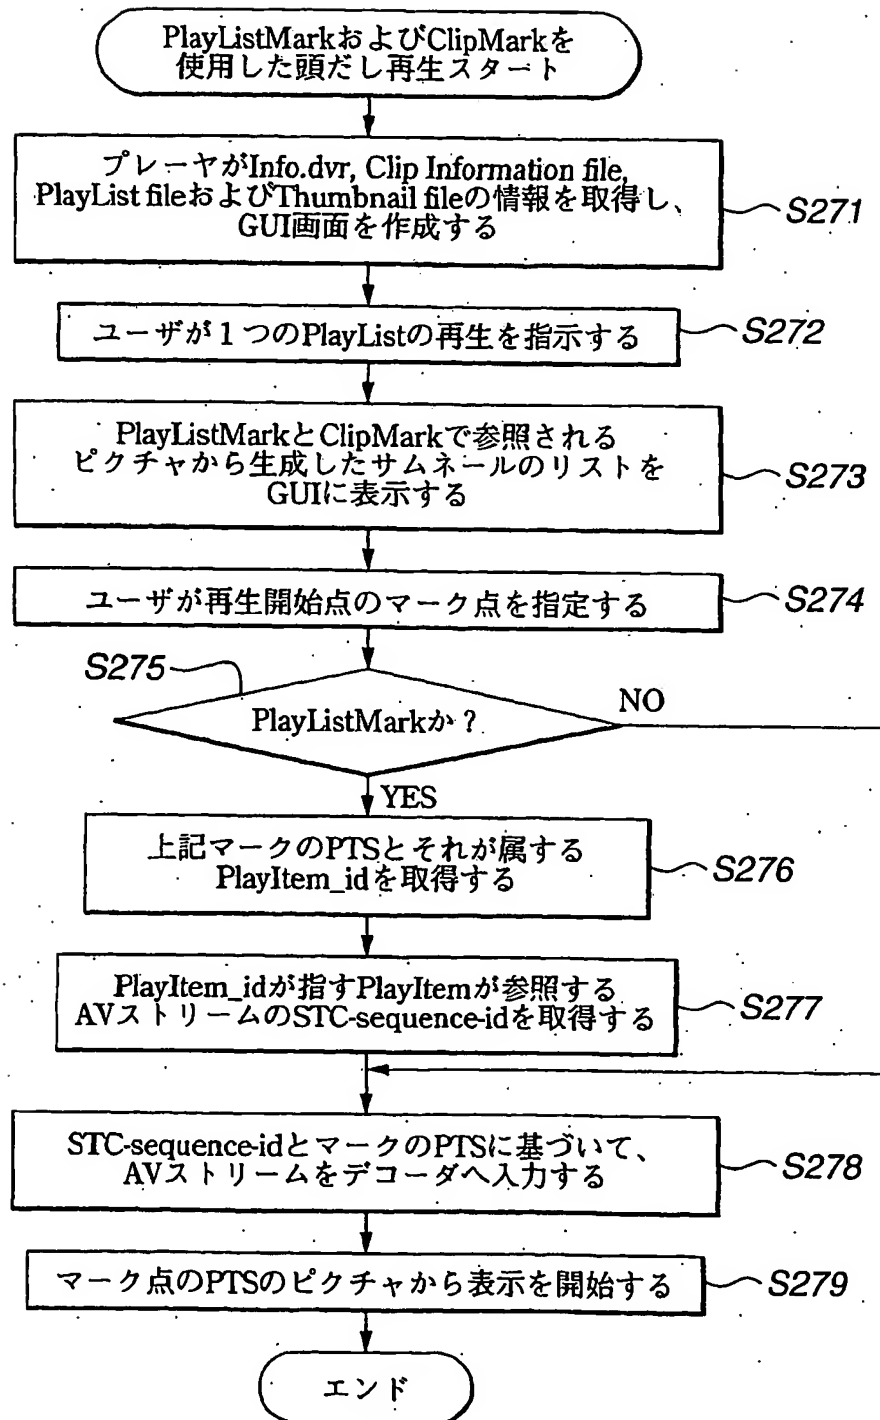 PlayListMarkおよびClipMarkを
使用した頭だし再生スタート
プレーヤがInfo.dvr, Clip Information file,
PlayList fileおよびThumbnail fileの情報を取得し、
GUI画面を作成する
S271
ユーザが1つのPlayListの再生を指示する
S272
PlayListMarkとClipMarkで参照される
ピクチャから生成したサムネールのリストを
GUIに表示する
S273
ユーザが再生開始点のマーク点を指定する
S274
S275
PlayListMarkか?
NO
YES
上記マークのPTSとそれが属する
PlayItem_idを取得する
S276
PlayItem_idが指すPlayItemが参照する
AVストリームのSTC-sequence-idを取得する
S277
STC-sequence-idとマークのPTSに基づいて、
AVストリームをデコーダへ入力する
S278
マーク点のPTSのピクチャから表示を開始する
S279
エンド